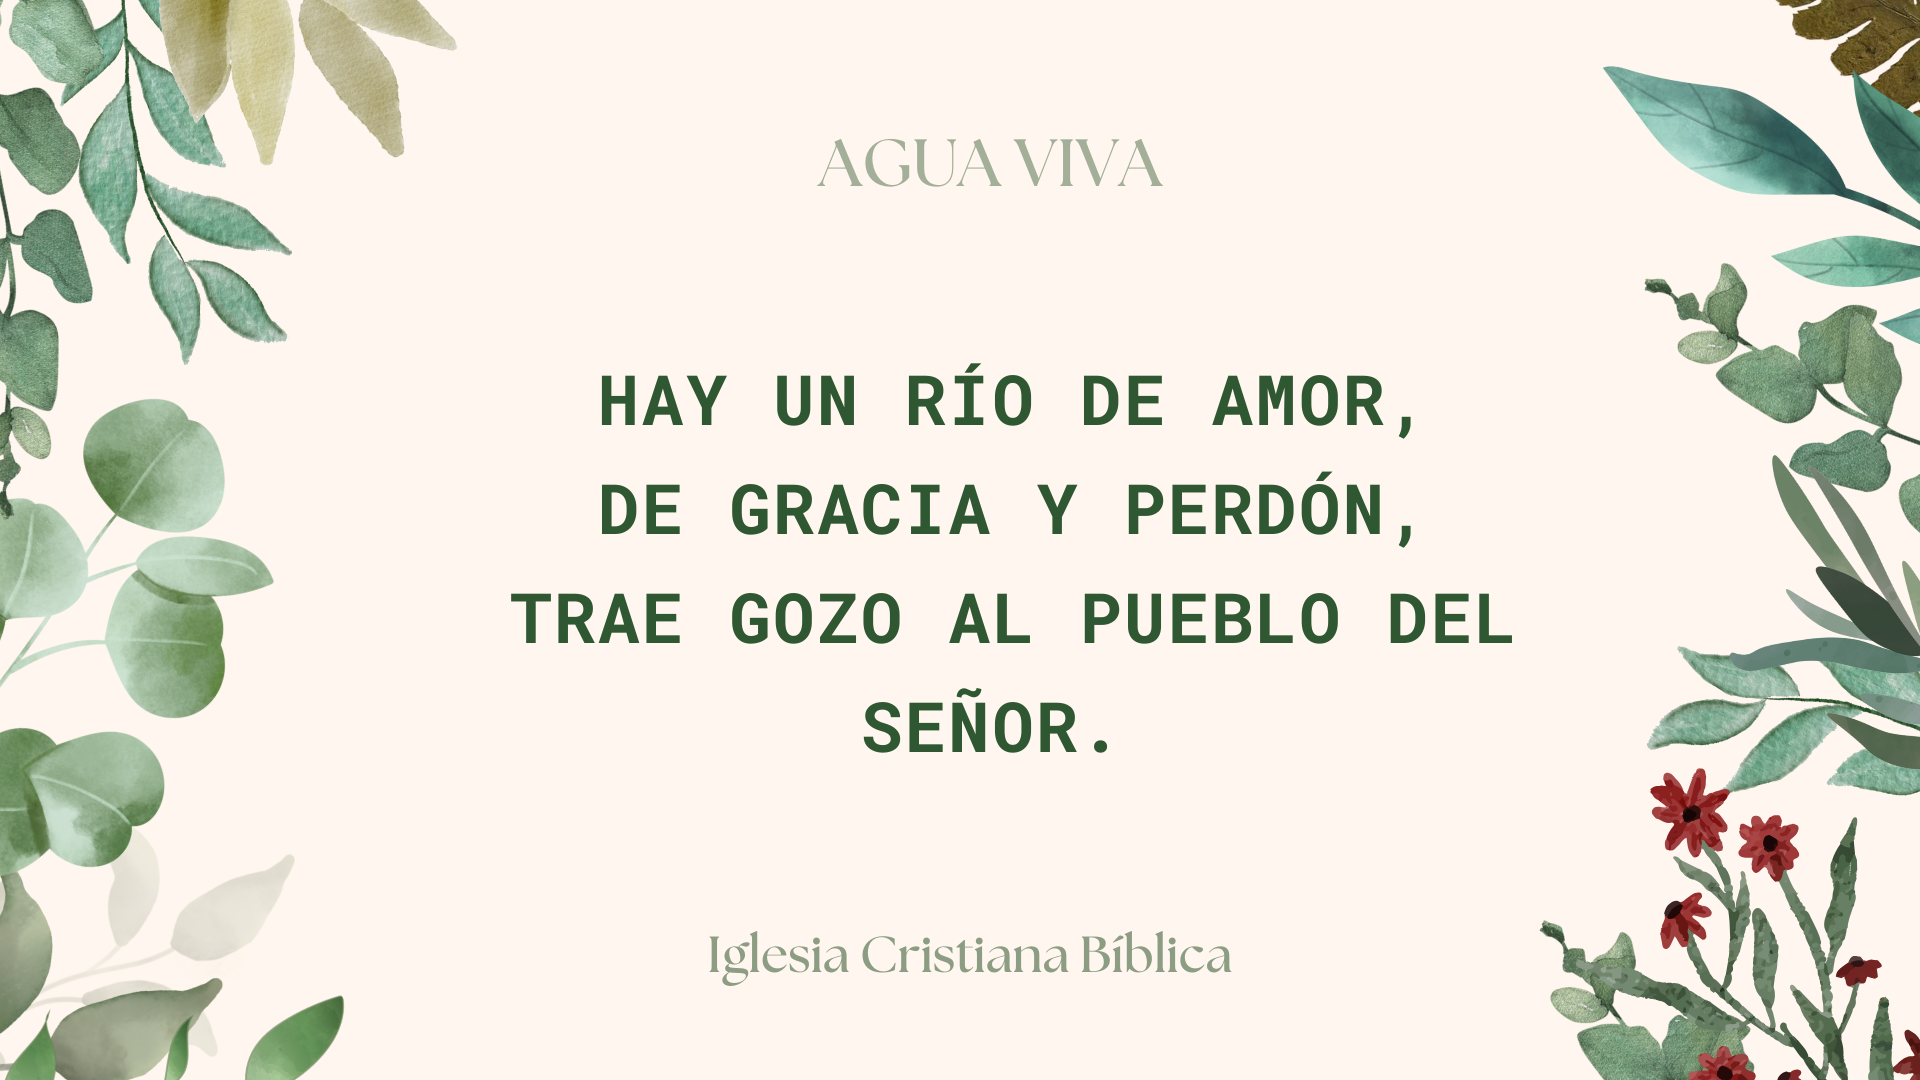 AGUA VIVA
HAY UN RÍO DE AMOR,
DE GRACIA Y PERDÓN,
TRAE GOZO AL PUEBLO DEL
SEÑOR.
Iglesia Cristiana Bíblica